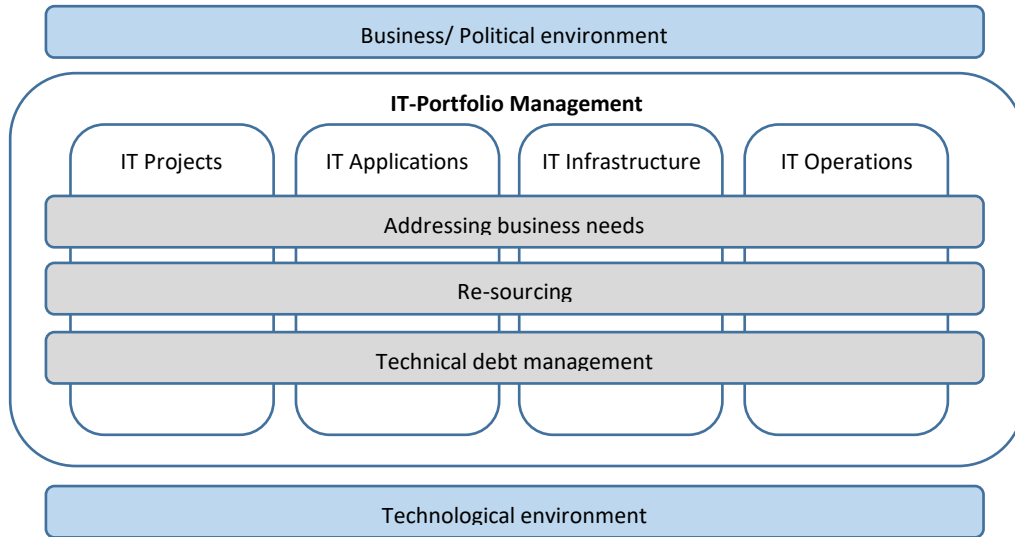 Business/ Political environment
IT-Portfolio Management
IT Projects
IT Applications
IT Infrastructure
IT Operations
Addressing business needs
Re-sourcing
Technical debt management
Technological environment